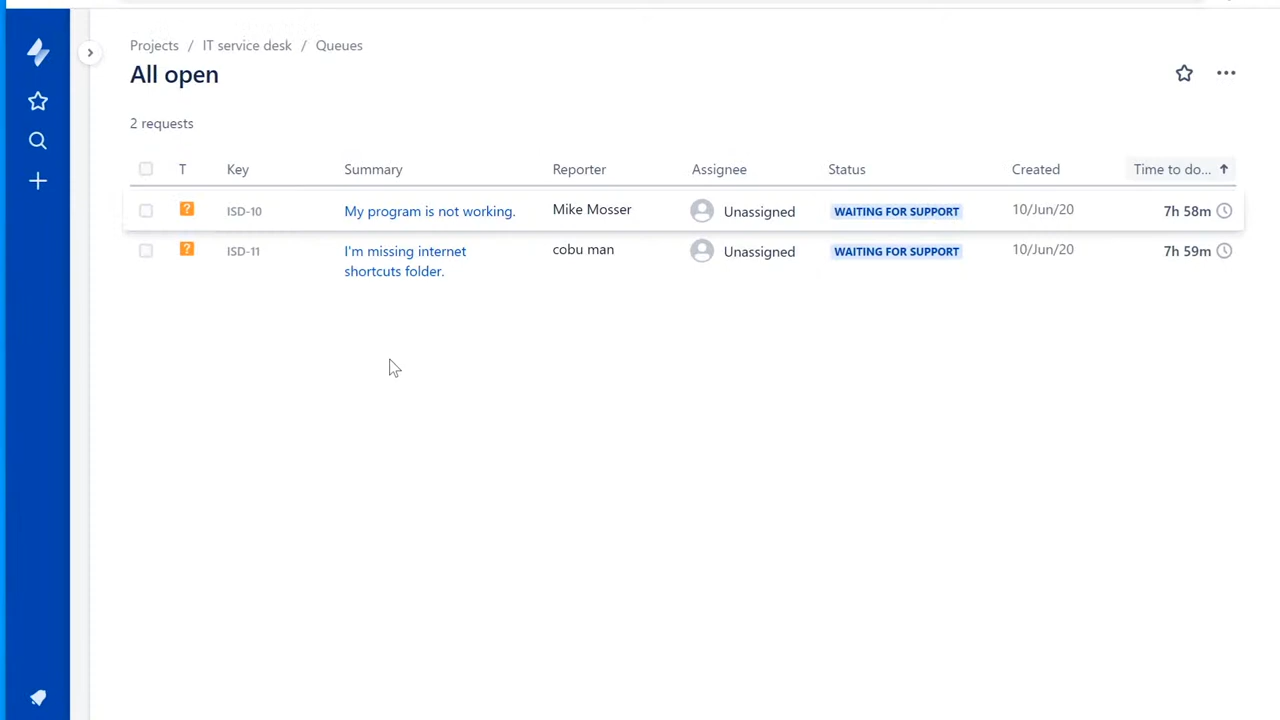 Projects / IT service desk / Queues
All open
2 requests
T Key Summary Reporter Assignee Status Created Time to do...
? ISD-10 My program is not working. Mike Mosser Unassigned WAITING FOR SUPPORT 10/Jun/20 7h 58m
? ISD-11 I'm missing internet cobu man Unassigned WAITING FOR SUPPORT 10/Jun/20 7h 59m
shortcuts folder.